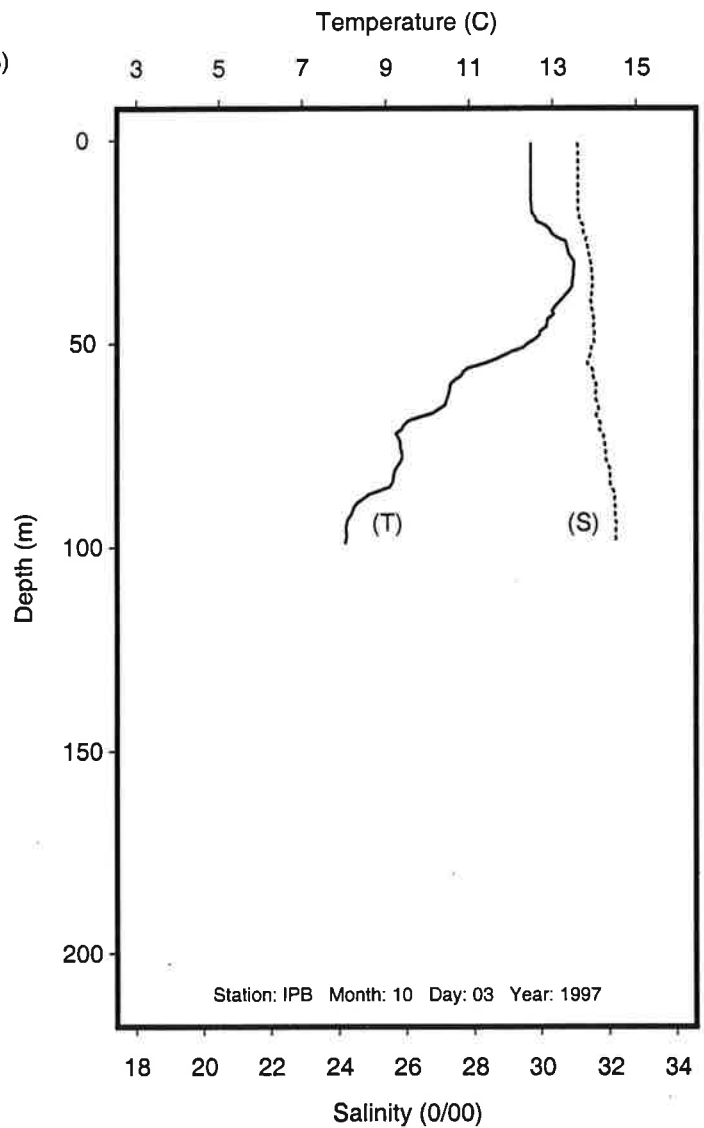 Temperature (C)
)
3 5 7 9 11 13 15
0
50
100
150
200
Depth (m)
(T) (S)
Station: IPB Month: 10 Day: 03 Year: 1997
18 20 22 24 26 28 30 32 34
Salinity (0/00)